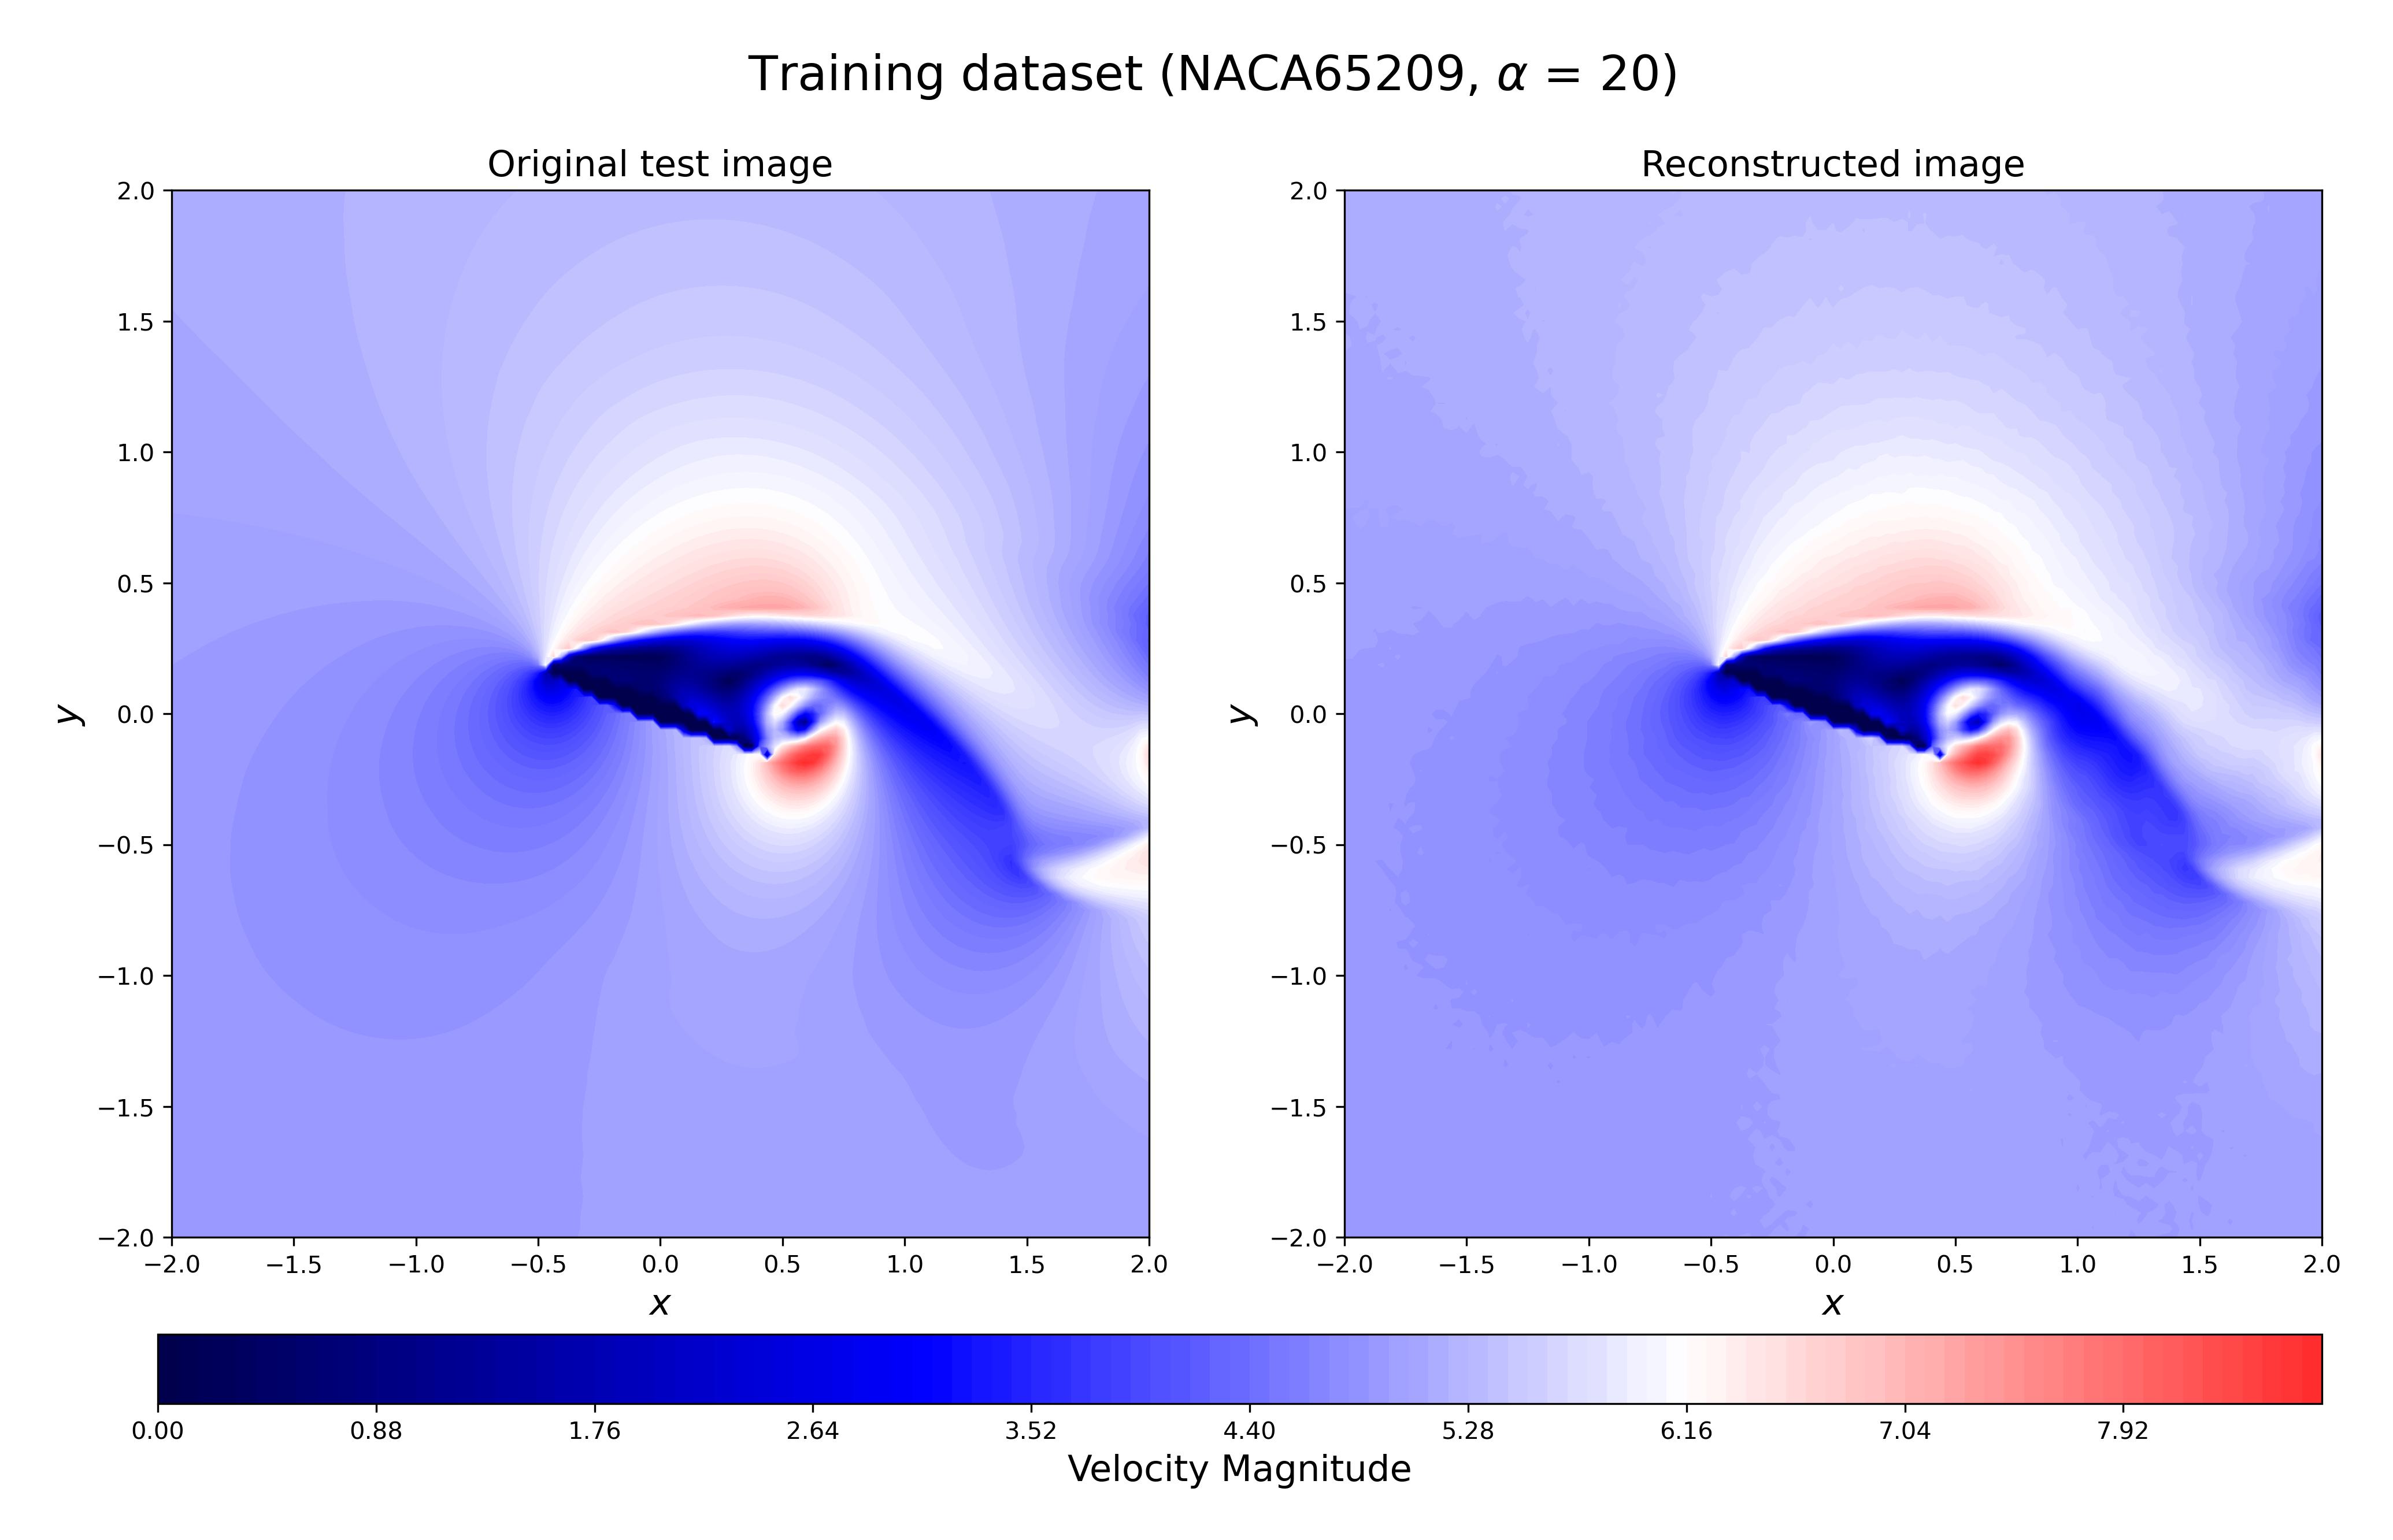 Training dataset (NACA65209, α = 20)
Original test image
Reconstructed image
2.0
1.5
1.0
0.5
0.0
−0.5
−1.0
−1.5
−2.0
y
−2.0 −1.5 −1.0 −0.5 0.0 0.5 1.0 1.5 2.0
x
2.0
1.5
1.0
0.5
0.0
−0.5
−1.0
−1.5
−2.0
y
−2.0 −1.5 −1.0 −0.5 0.0 0.5 1.0 1.5 2.0
x
0.00 0.88 1.76 2.64 3.52 4.40 5.28 6.16 7.04 7.92
Velocity Magnitude